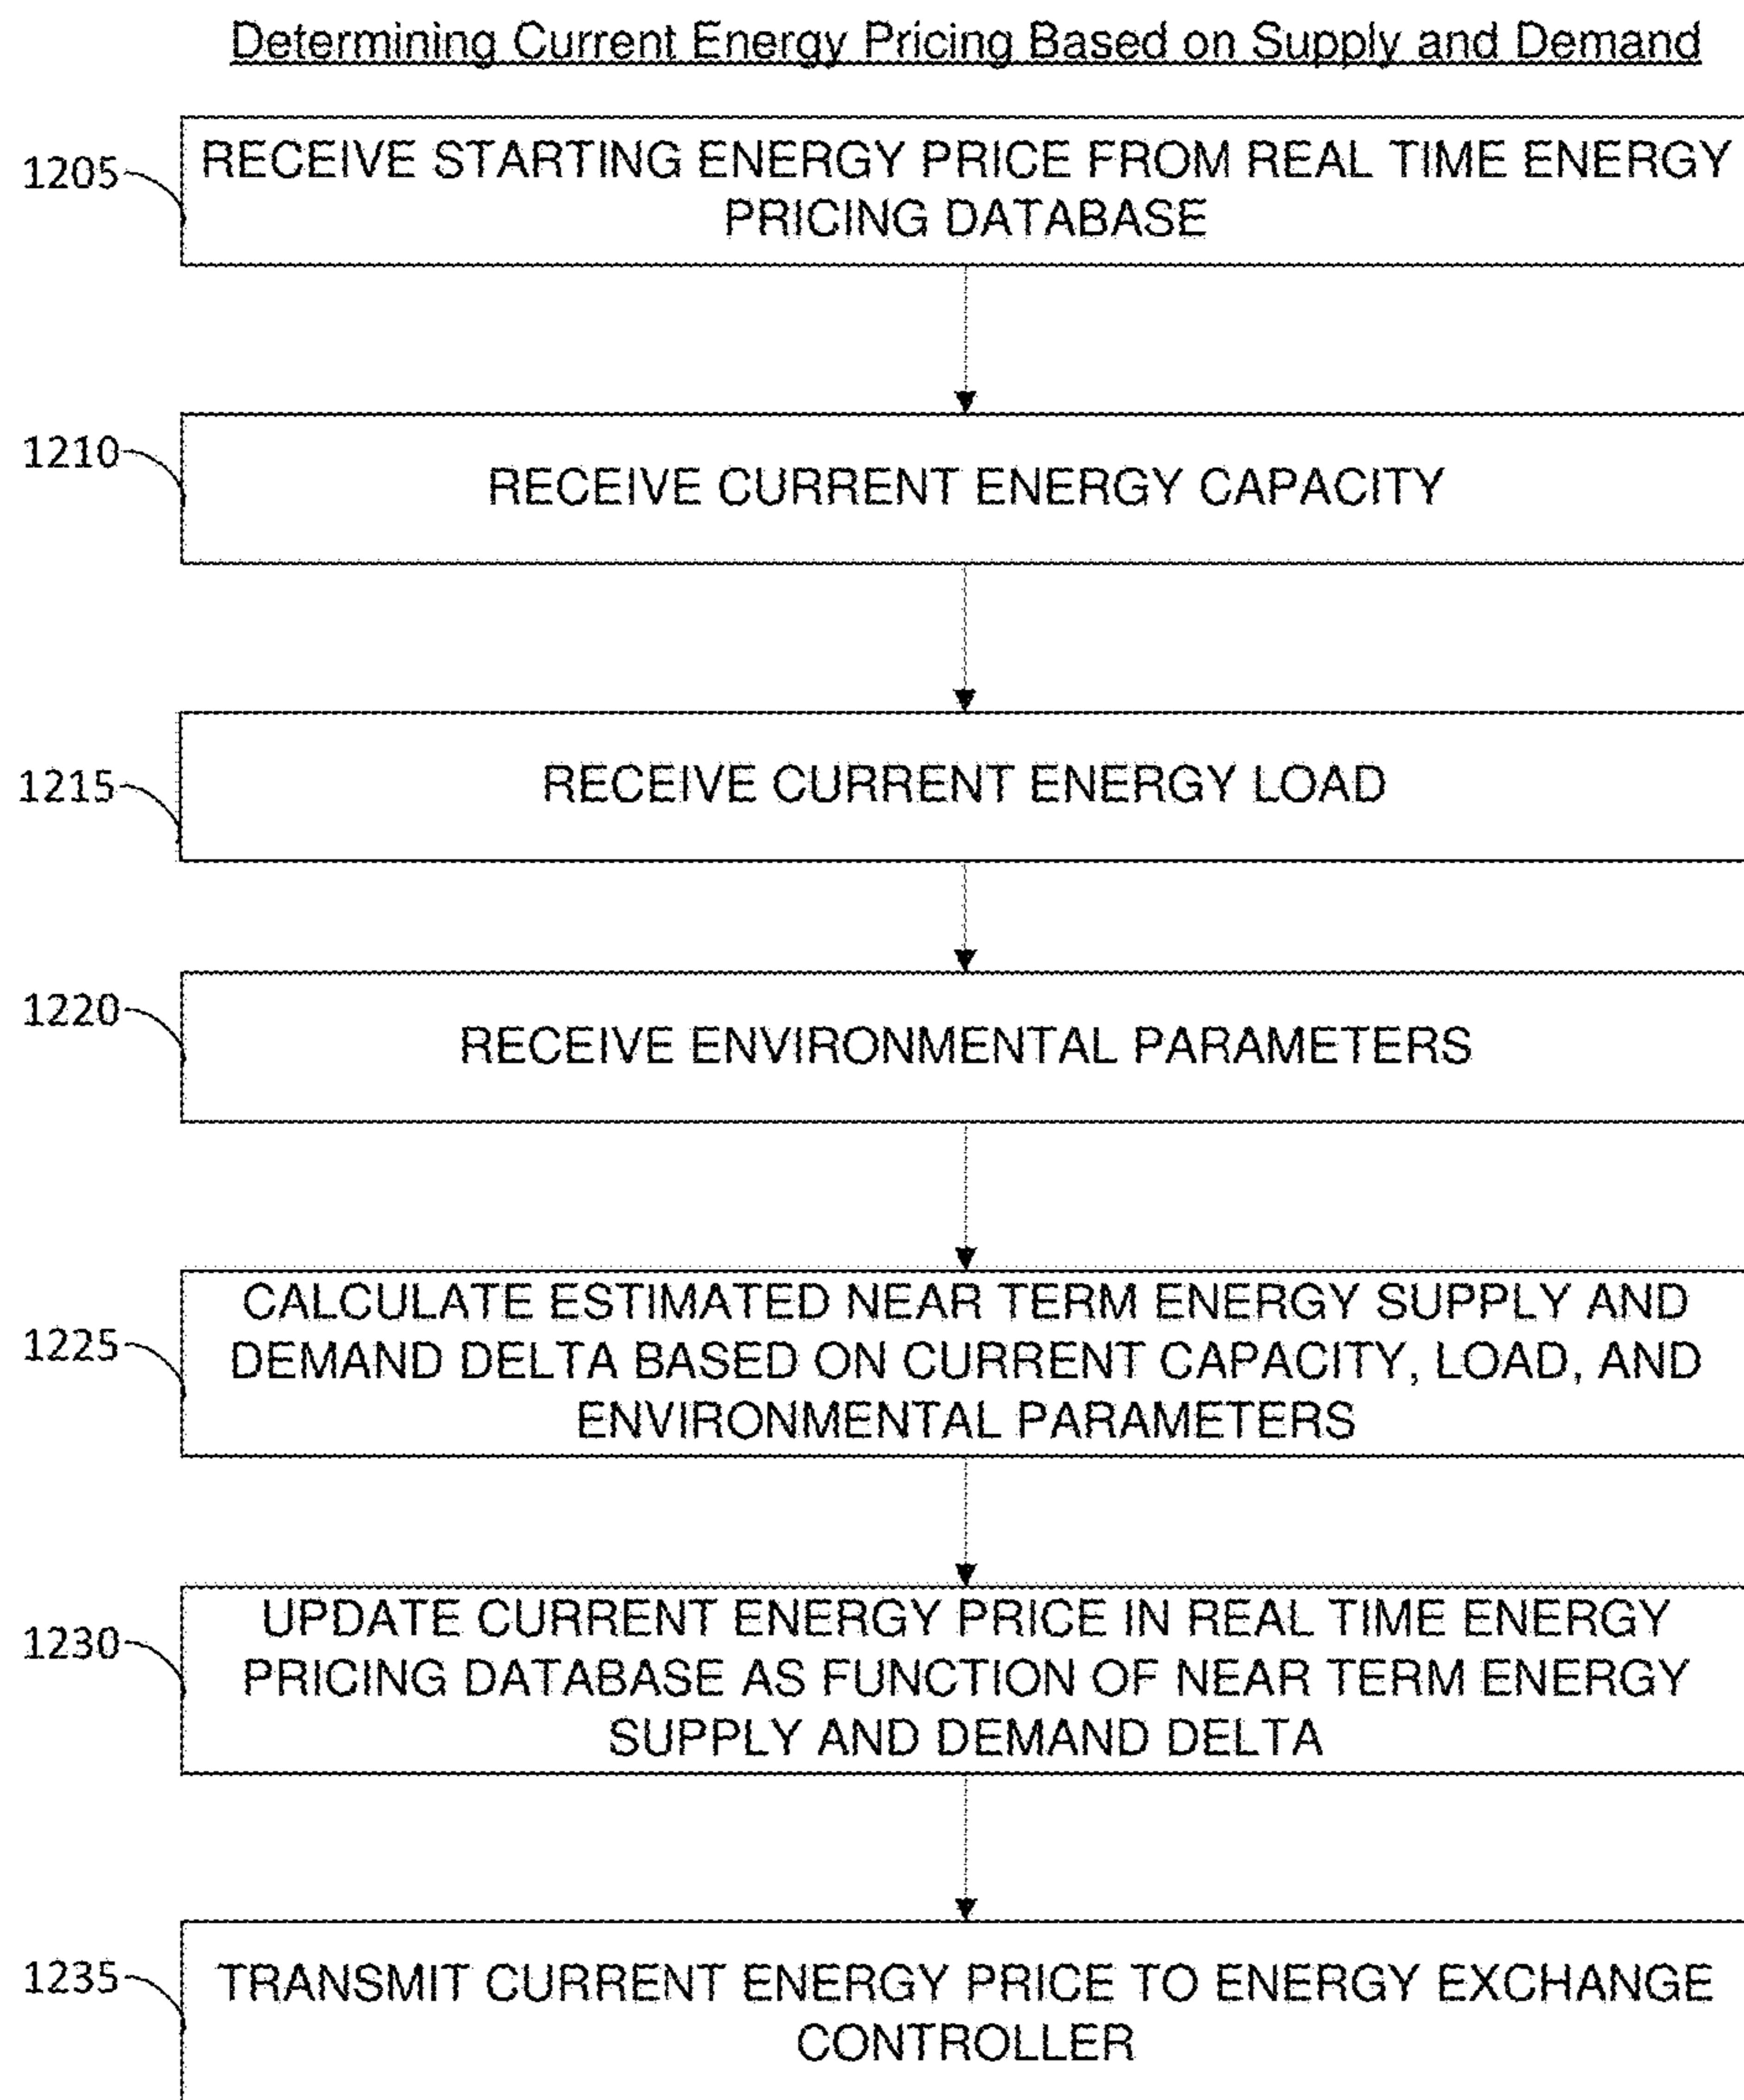 Determining Current Energy Pricing Based on Supply and Demand
1205
RECEIVE STARTING ENERGY PRICE FROM REAL TIME ENERGY
PRICING DATABASE
1210
RECEIVE CURRENT ENERGY CAPACITY
1215
RECEIVE CURRENT ENERGY LOAD
1220
RECEIVE ENVIRONMENTAL PARAMETERS
1225
CALCULATE ESTIMATED NEAR TERM ENERGY SUPPLY AND
DEMAND DELTA BASED ON CURRENT CAPACITY, LOAD, AND
ENVIRONMENTAL PARAMETERS
1230
UPDATE CURRENT ENERGY PRICE IN REAL TIME ENERGY
PRICING DATABASE AS FUNCTION OF NEAR TERM ENERGY
SUPPLY AND DEMAND DELTA
1235
TRANSMIT CURRENT ENERGY PRICE TO ENERGY EXCHANGE
CONTROLLER